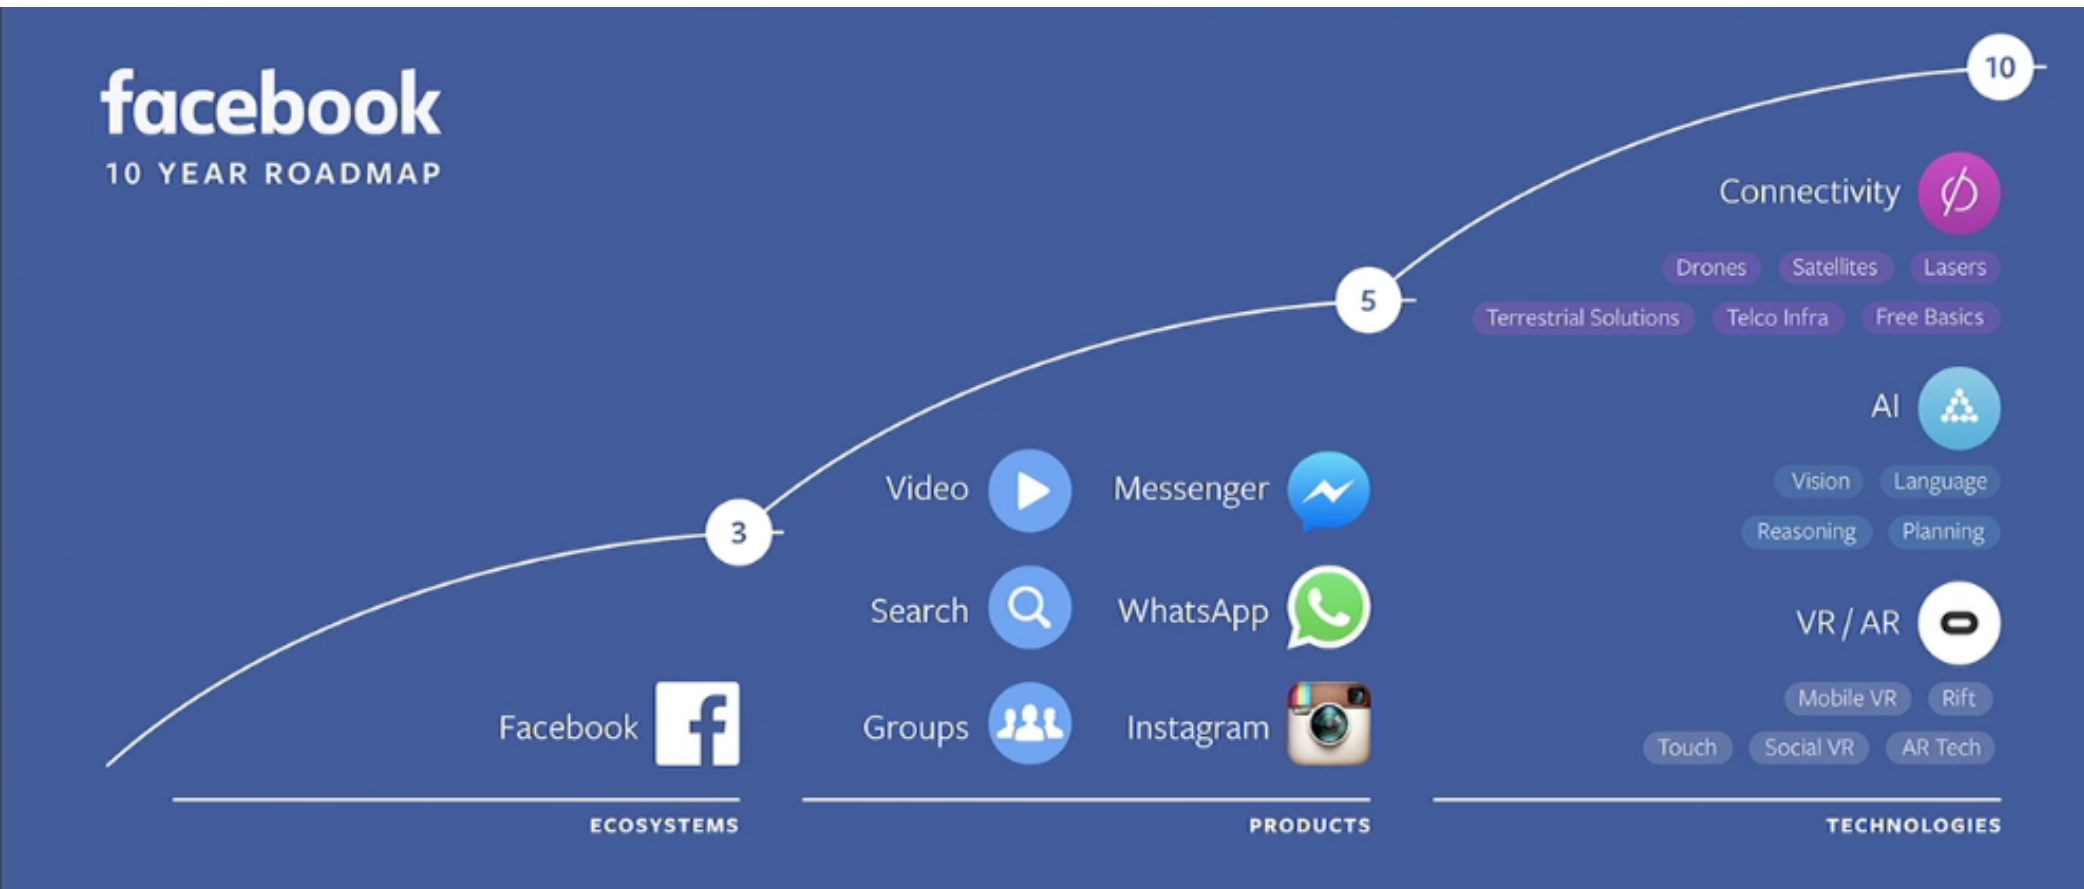 facebook
10 YEAR ROADMAP
10
Connectivity
Drones Satellites Lasers
5
Terrestrial Solutions Telco Infra Free Basics
AI
Video Messenger
Vision Language
3
Reasoning Planning
Search WhatsApp
VR / AR
Mobile VR Rift
Facebook Groups Instagram
Touch Social VR AR Tech
ECOSYSTEMS PRODUCTS TECHNOLOGIES